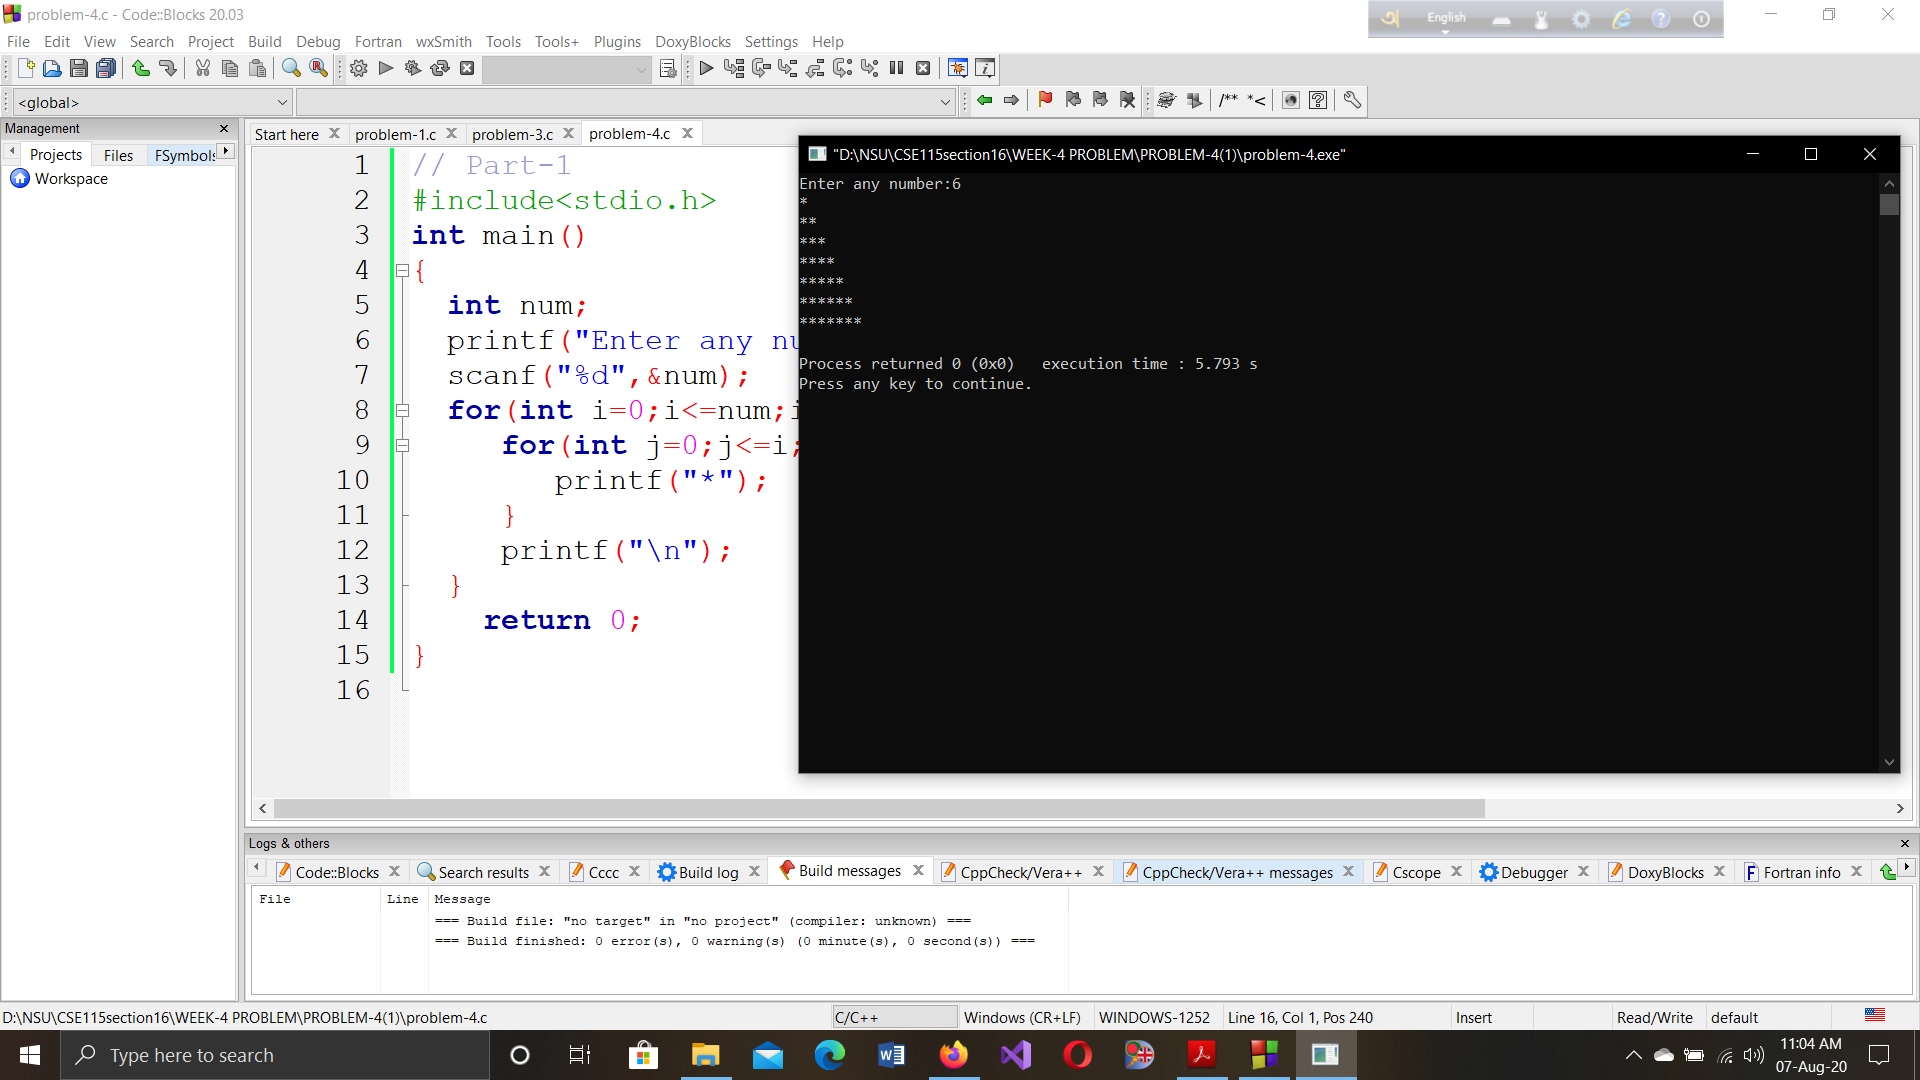 problem-4.c - Code::Blocks 20.03
English
File Edit View Search Project Build Debug Fortran wxSmith Tools Tools+ Plugins DoxyBlocks Settings Help
<global>
/** *<
Management
Projects Files FSymbols
Workspace
Start here problem-1.c problem-3.c problem-4.c
1 // Part-1
2 #include<stdio.h>
3 int main()
4 {
5 int num;
6 printf("Enter any nu
7 scanf("%d",&num);
8 for(int i=0;i<=num;i
9 for(int j=0;j<=i;
10 printf("*");
11 }
12 printf("\n");
13 }
14 return 0;
15 }
16
"D:\NSU\CSE115section16\WEEK-4 PROBLEM\PROBLEM-4(1)\problem-4.exe"
Enter any number:6
*
**
***
****
*****
******
*******
Process returned 0 (0x0)   execution time : 5.793 s
Press any key to continue.
Logs & others
Code::Blocks Search results Cccc Build log Build messages CppCheck/Vera++ CppCheck/Vera++ messages Cscope Debugger DoxyBlocks Fortran info
File Line Message
=== Build file: "no target" in "no project" (compiler: unknown) ===
=== Build finished: 0 error(s), 0 warning(s) (0 minute(s), 0 second(s)) ===
D:\NSU\CSE115section16\WEEK-4 PROBLEM\PROBLEM-4(1)\problem-4.c C/C++ Windows (CR+LF) WINDOWS-1252 Line 16, Col 1, Pos 240 Insert Read/Write default
Type here to search
11:04 AM
07-Aug-20